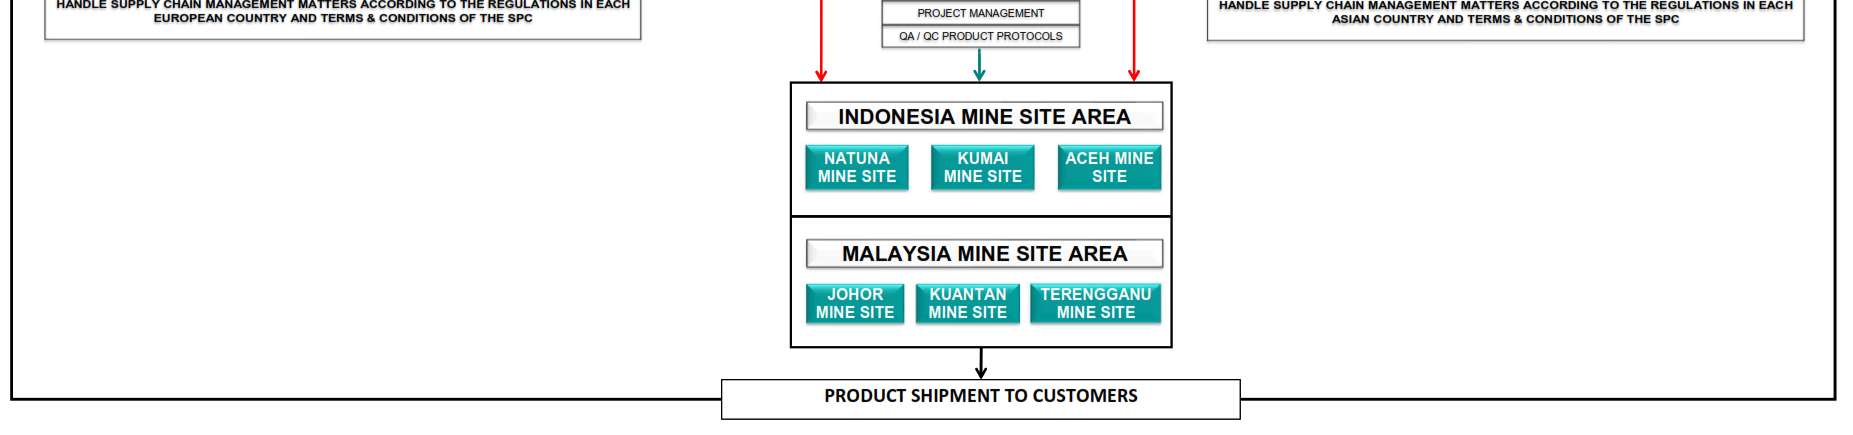 HANDLE SUPPLY CHAIN MANAGEMENT MATTERS ACCORDING TO THE REGULATIONS IN EACH
EUROPEAN COUNTRY AND TERMS & CONDITIONS OF THE SPC
PROJECT MANAGEMENT
QA / QC PRODUCT PROTOCOLS
HANDLE SUPPLY CHAIN MANAGEMENT MATTERS ACCORDING TO THE REGULATIONS IN EACH
ASIAN COUNTRY AND TERMS & CONDITIONS OF THE SPC
INDONESIA MINE SITE AREA
NATUNA
MINE SITE
KUMAI
MINE SITE
ACEH MINE
SITE
MALAYSIA MINE SITE AREA
JOHOR
MINE SITE
KUANTAN
MINE SITE
TERENGGANU
MINE SITE
PRODUCT SHIPMENT TO CUSTOMERS